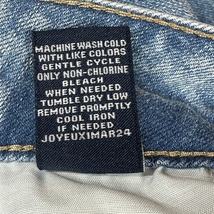 MACHINE WASH COLD
WITH LIKE COLORS
GENTLE CYCLE
ONLY NON-CHLORINE
BLEACH
WHEN NEEDED
TUMBLE DRY LOW
REMOVE PROMPTLY
COOL IRON
IF NEEDED
JOYEUX1MAR24